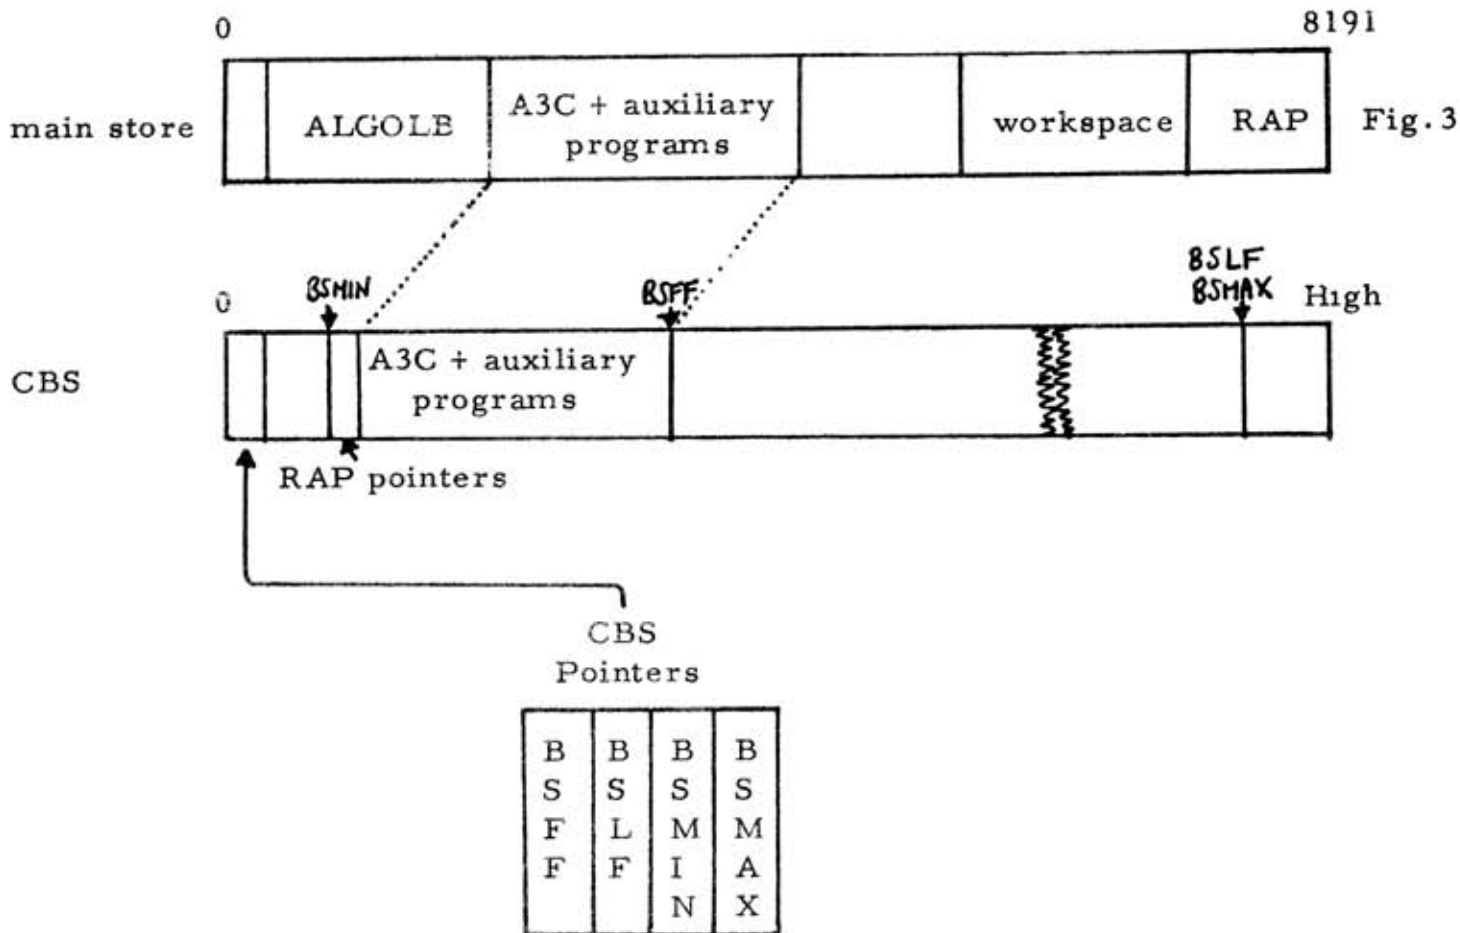 0
8191
main store
ALGOLE
A3C + auxiliary
programs
workspace
RAP
Fig.3
0
BSMIN
BSFF
BSLF
BSMAX
High
CBS
A3C + auxiliary
programs
RAP pointers
CBS
Pointers
B B B B
S S S S
F L M M
F F I A
N X